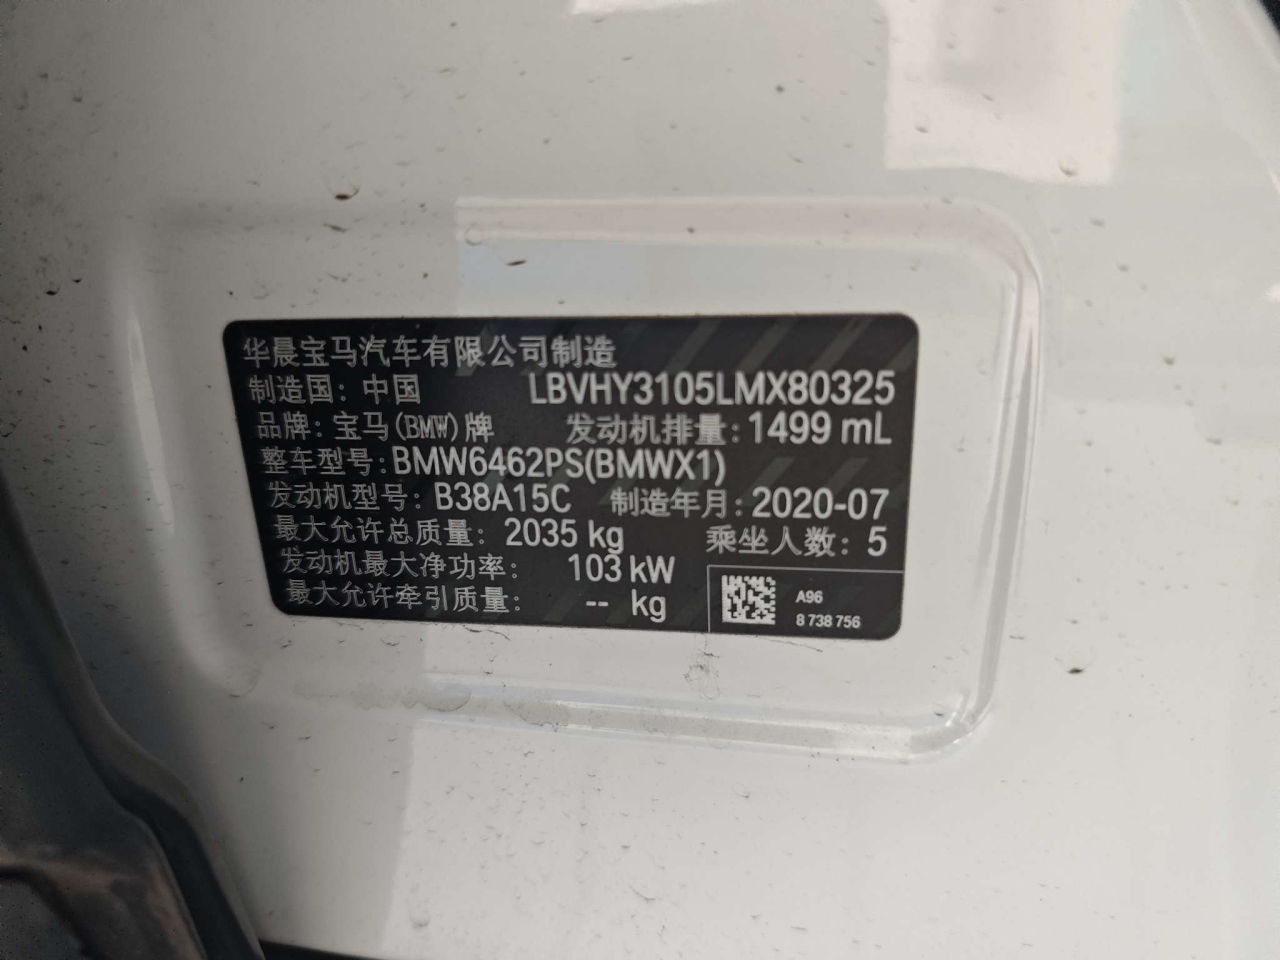 华晨宝马汽车有限公司制造
制造国：中国 LBVHY3105LMX80325
品牌：宝马(BMW)牌 发动机排量：1499 mL
整车型号：BMW6462PS(BMWX1)
发动机型号：B38A15C 制造年月：2020-07
最大允许总质量：2035 kg 乘坐人数：5
发动机最大净功率：103 kW
最大允许牵引质量：-- kg
A96
8 738 756